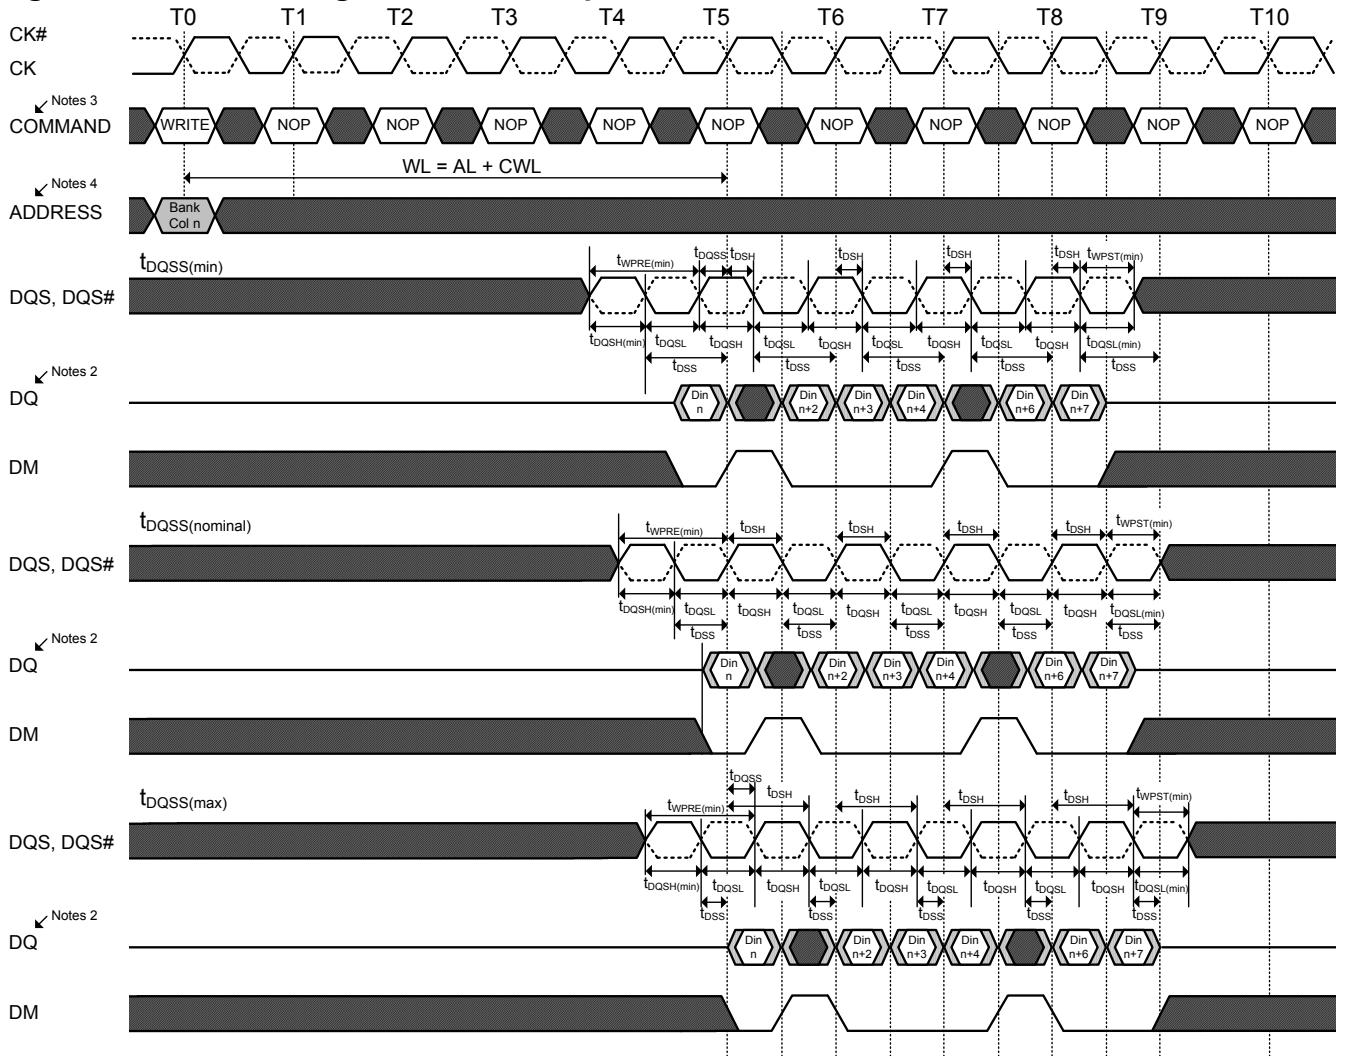 T0 T1 T2 T3 T4 T5 T6 T7 T8 T9 T10
CK#
CK
Notes 3
COMMAND WRITE NOP NOP NOP NOP NOP NOP NOP NOP NOP NOP
WL = AL + CWL
Notes 4
ADDRESS Bank Col n
tDQSS(min) tWPRE(min) tDQSS tDSH tDSH tDSH tDSH tWPST(min)
DQS, DQS#
tDQSH(min) tDQSL tDQSH tDQSL tDQSH tDQSL tDQSH tDQSL tDQSH tDQSL(min)
tDSS tDSS tDSS tDSS tDSS
Notes 2
DQ Din n Din n+2 Din n+3 Din n+4 Din n+6 Din n+7
DM
tDQSS(nominal) tWPRE(min) tDSH tDSH tDSH tDSH tWPST(min)
DQS, DQS#
tDQSH(min) tDQSL tDQSH tDQSL tDQSH tDQSL tDQSH tDQSL tDQSH tDQSL(min)
tDSS tDSS tDSS tDSS tDSS
Notes 2
DQ Din n Din n+2 Din n+3 Din n+4 Din n+6 Din n+7
DM
tDQSS
tDQSS(max) tWPRE(min) tDSH tDSH tDSH tDSH tWPST(min)
DQS, DQS#
tDQSH(min) tDQSL tDQSH tDQSL tDQSH tDQSL tDQSH tDQSL tDQSH tDQSL(min)
tDSS tDSS tDSS tDSS tDSS
Notes 2
DQ Din n Din n+2 Din n+3 Din n+4 Din n+6 Din n+7
DM